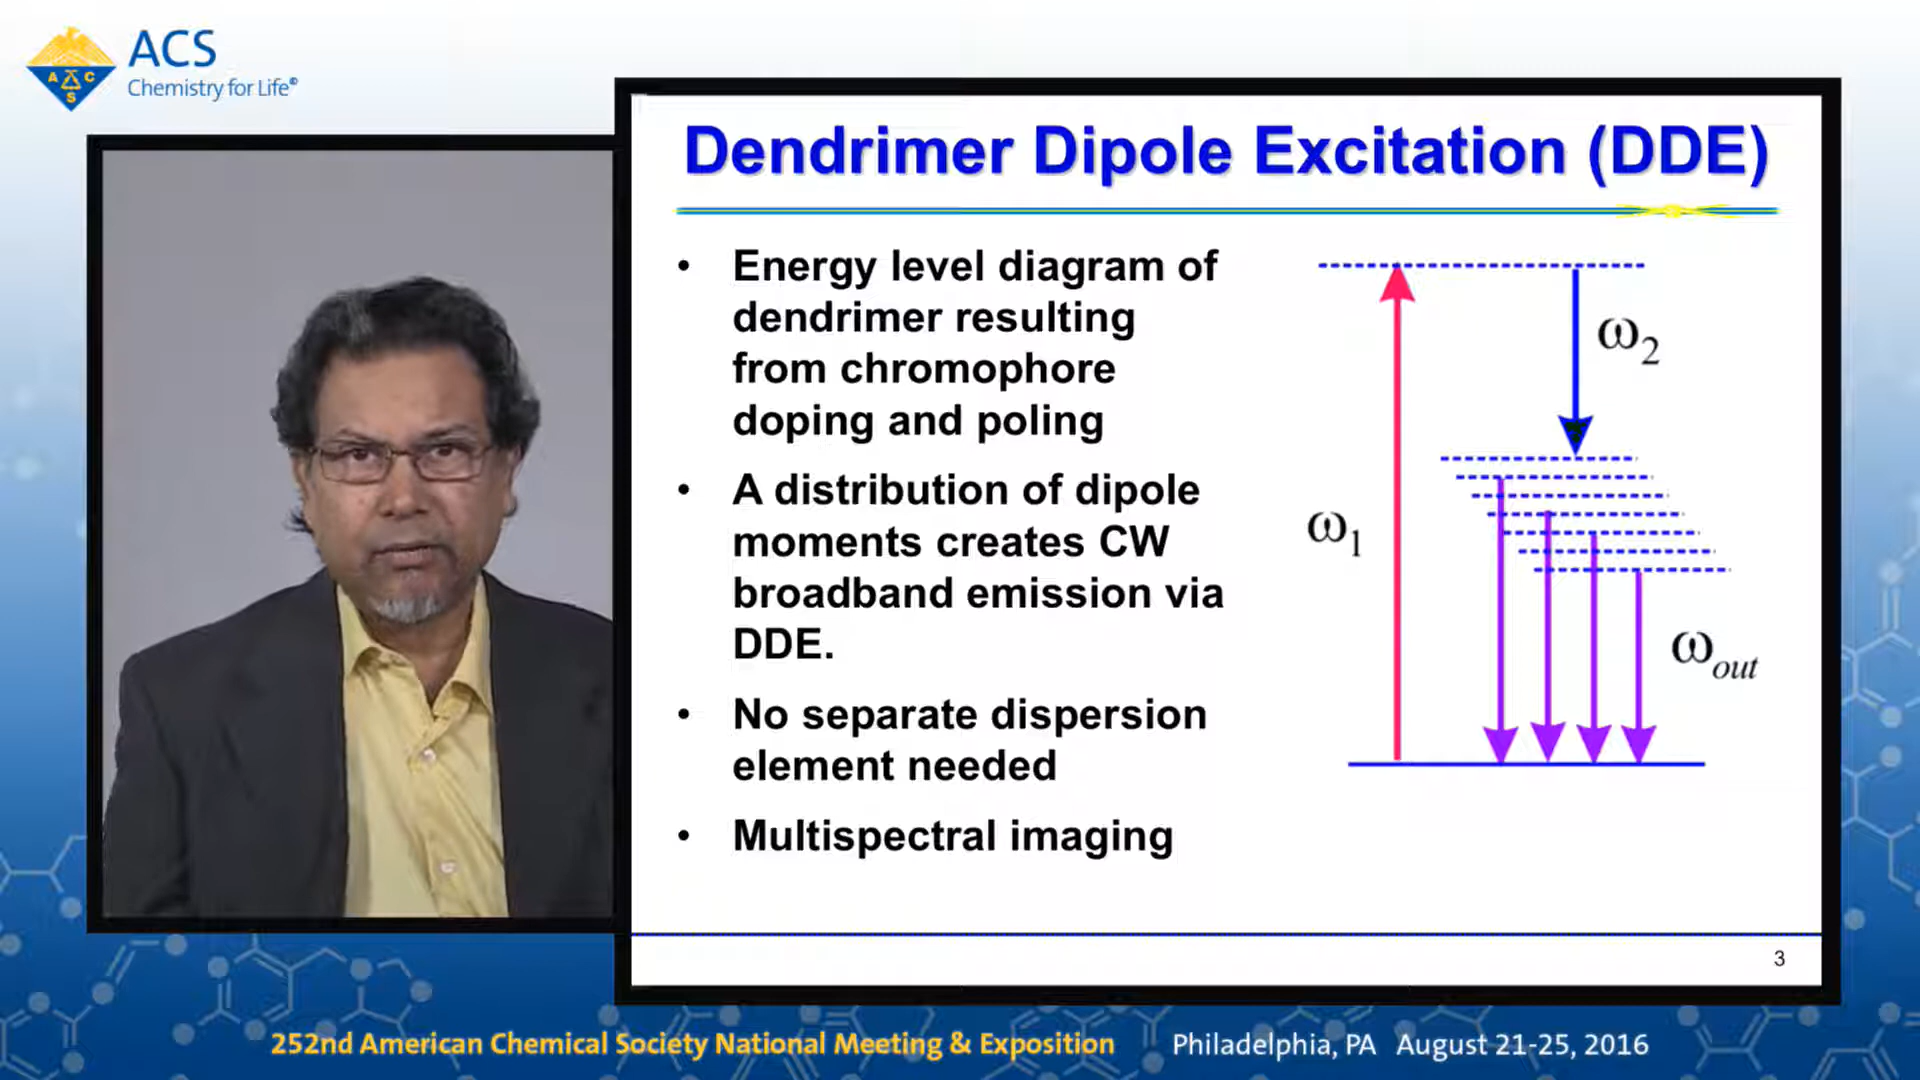 ACS
Chemistry for Life®
A C S
Dendrimer Dipole Excitation (DDE)
• Energy level diagram of
dendrimer resulting
from chromophore
doping and poling
• A distribution of dipole
moments creates CW
broadband emission via
DDE.
• No separate dispersion
element needed
• Multispectral imaging
ω2
ω1
ωout
3
252nd American Chemical Society National Meeting & Exposition Philadelphia, PA August 21-25, 2016